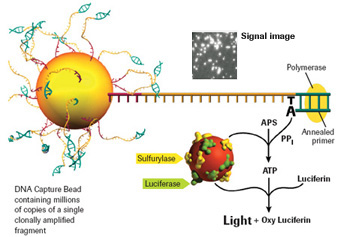 Signal image
Polymerase
T
A
Annealed
primer
APS
PPi
Sulfurylase
Luciferase
ATP
Luciferin
Light + Oxy Luciferin
DNA Capture Bead
containing millions
of copies of a single
clonally amplified
fragment